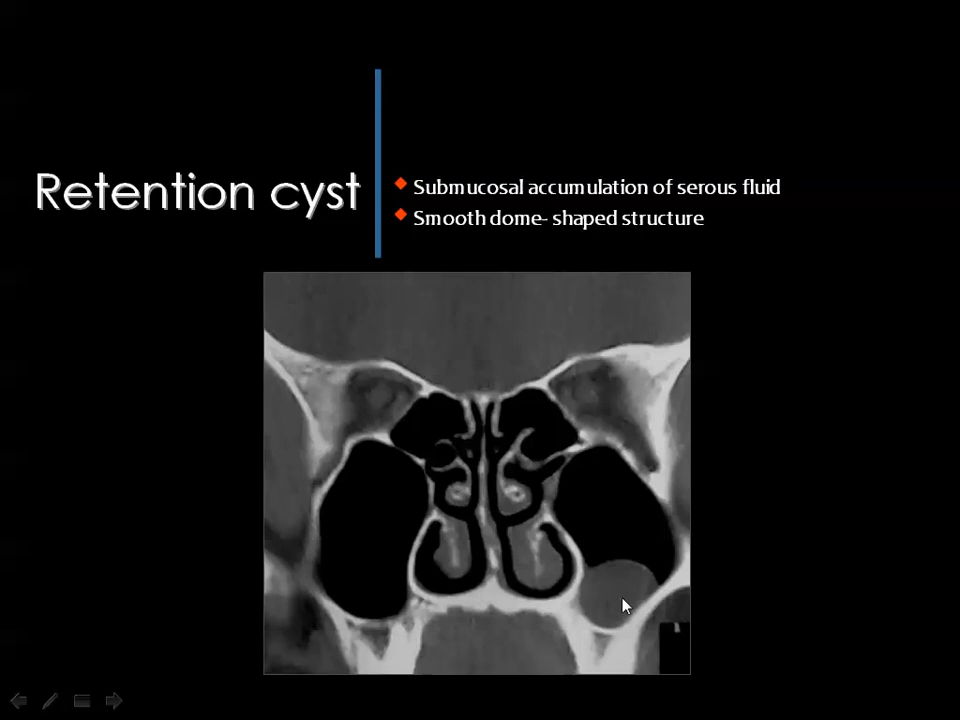 Retention cyst
Submucosal accumulation of serous fluid
Smooth dome- shaped structure